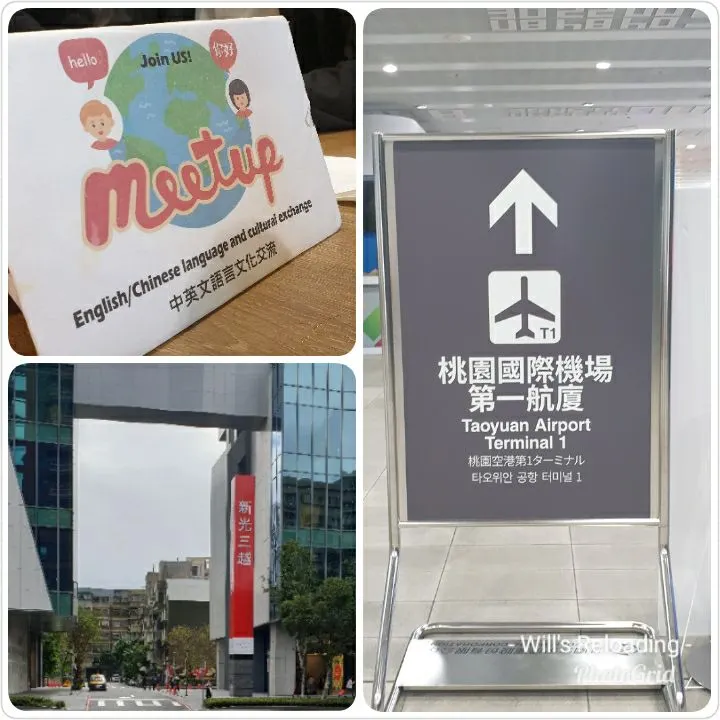 hello
Join US!
你好
meetup
English/Chinese language and cultural exchange
中英文語言文化交流
新光三越
T1
桃園國際機場
第一航廈
Taoyuan Airport
Terminal 1
桃園空港第1ターミナル
타오위안 공항 터미널 1
- Will's Reloading -
PhotoGrid